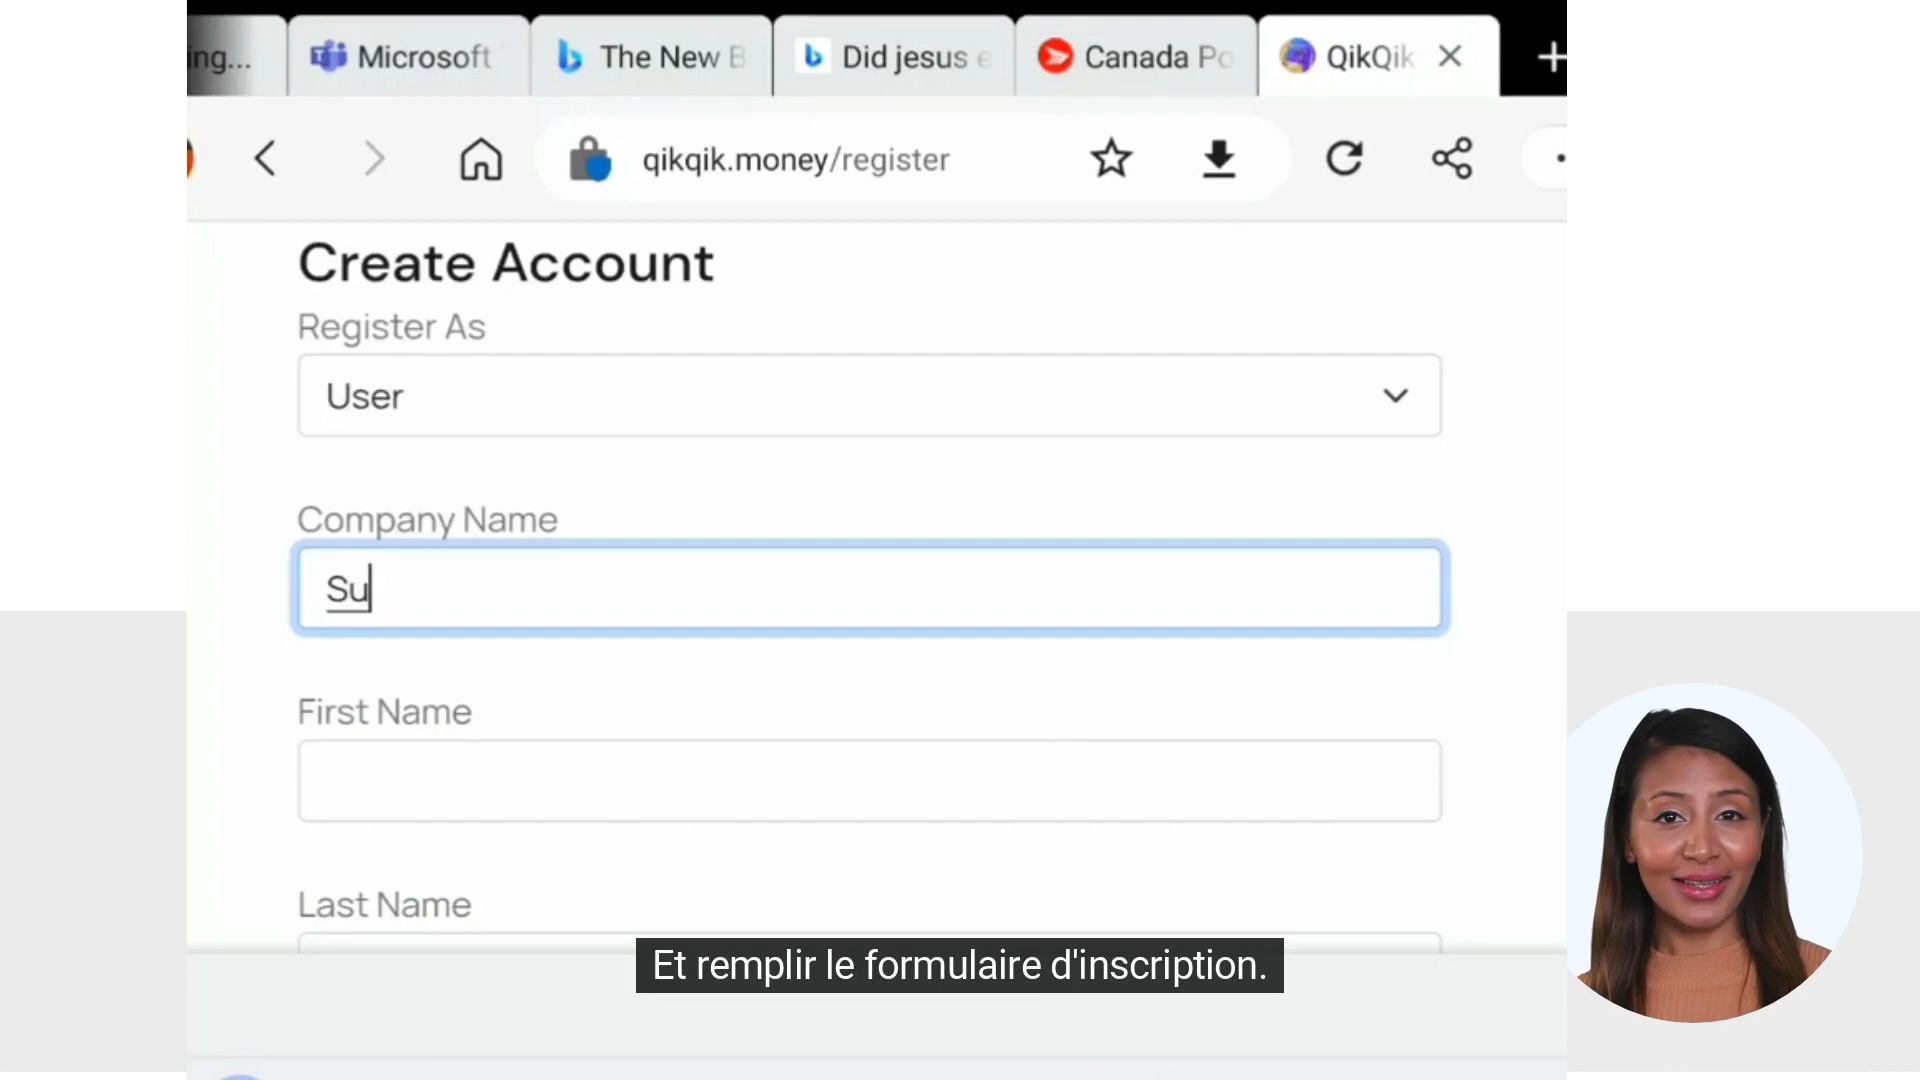 ing...
Microsoft
The New B
Did jesus e
Canada Po
QikQik
qikqik.money/register
Create Account
Register As
User
Company Name
Su
First Name
Last Name
Et remplir le formulaire d'inscription.